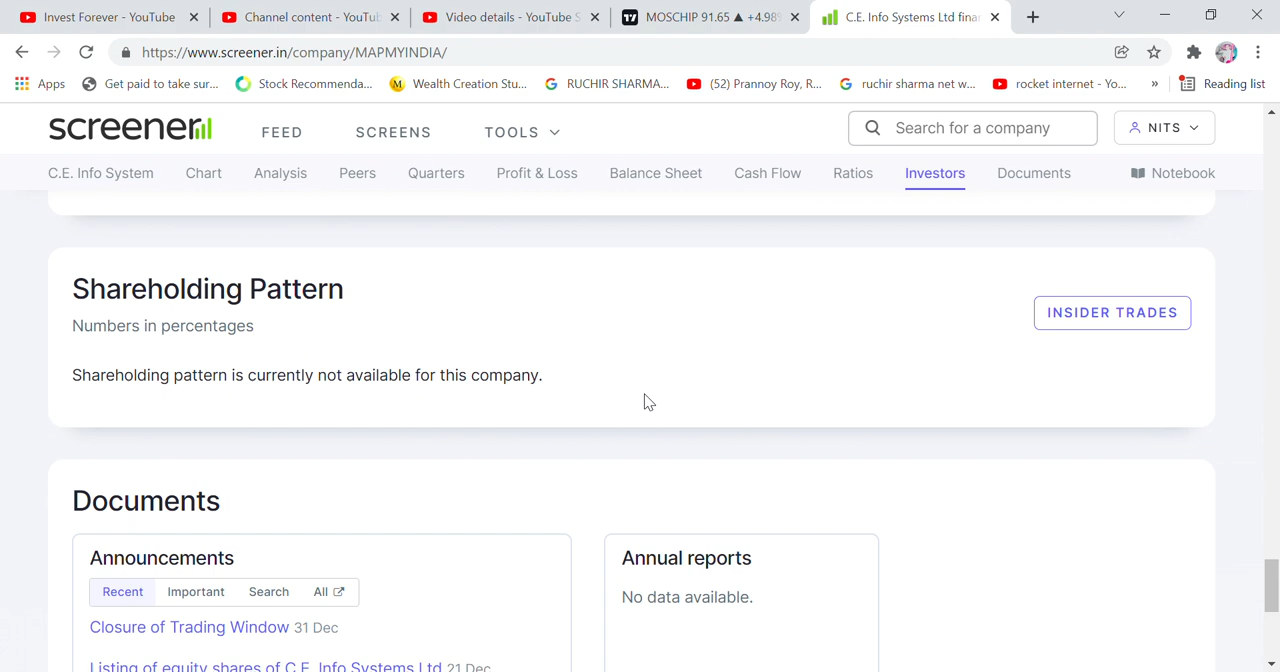 Invest Forever - YouTube
Channel content - YouTub
Video details - YouTube S
MOSCHIP 91.65 ▲ +4.98%
C.E. Info Systems Ltd finan
https://www.screener.in/company/MAPMYINDIA/
Apps
Get paid to take sur...
Stock Recommenda...
Wealth Creation Stu...
RUCHIR SHARMA...
(52) Prannoy Roy, R...
ruchir sharma net w...
rocket internet - Yo...
»
Reading list
screener
FEED
SCREENS
TOOLS
Search for a company
NITS
C.E. Info System
Chart
Analysis
Peers
Quarters
Profit & Loss
Balance Sheet
Cash Flow
Ratios
Investors
Documents
Notebook
Shareholding Pattern
Numbers in percentages
INSIDER TRADES
Shareholding pattern is currently not available for this company.
Documents
Announcements
Recent
Important
Search
All
Closure of Trading Window 31 Dec
Listing of equity shares of C.E. Info Systems Ltd 21 Dec
Annual reports
No data available.